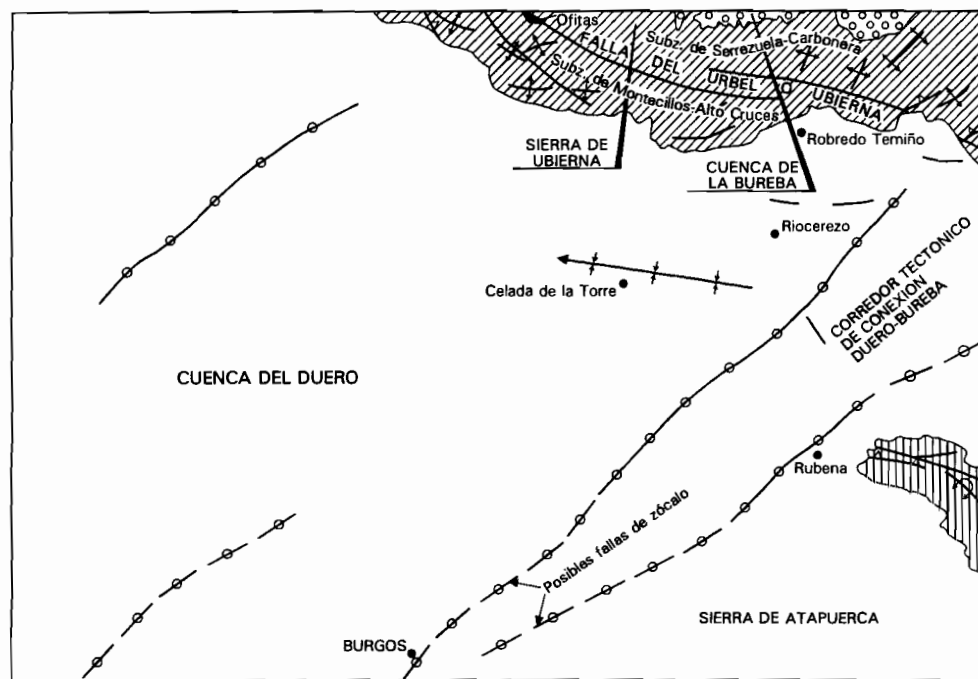 Ofitas
Subz. de Serrezuela-Carbonera
FALLA DEL URBEL O UBIERNA
Subz. de Montecillos-Alto Cruces
SIERRA DE
UBIERNA
CUENCA DE
LA BUREBA
Robredo Temiño
Riocerezo
Celada de la Torre
CORREDOR TECTONICO
DE CONEXION
DUERO-BUREBA
CUENCA DEL DUERO
Rubena
Posibles fallas de zócalo
BURGOS
SIERRA DE ATAPUERCA